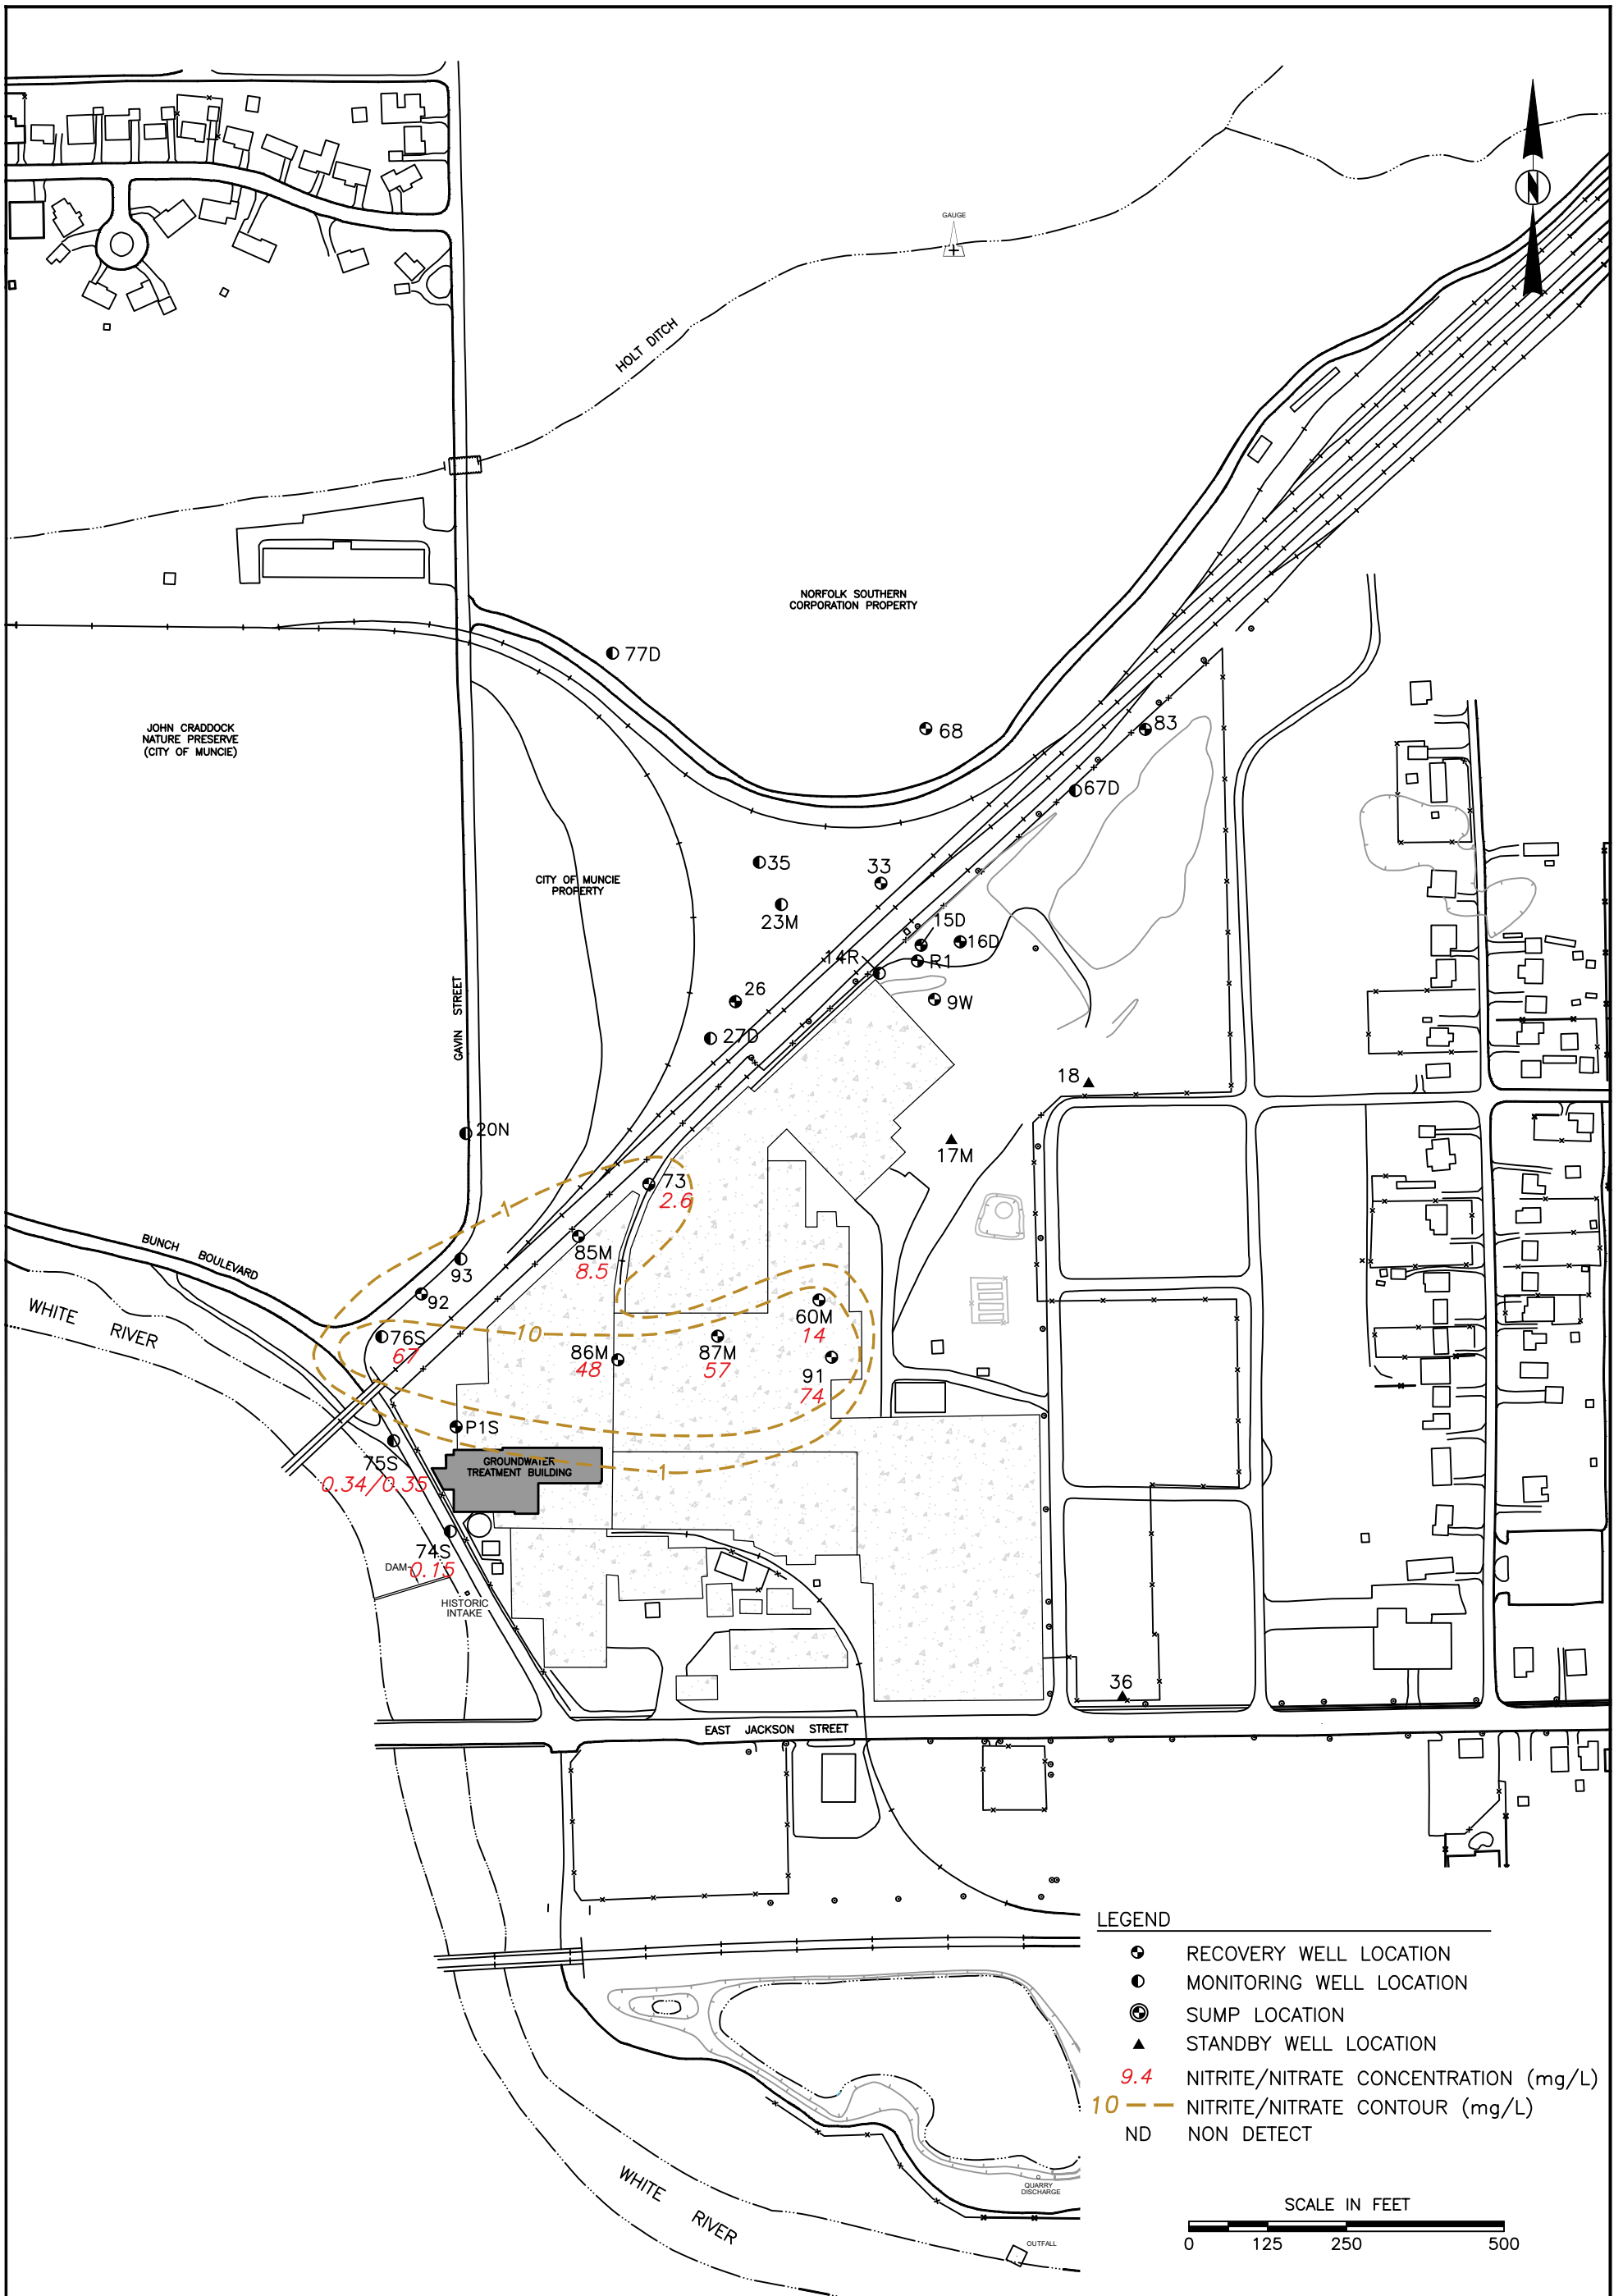 GAUGE
N
HOLT DITCH
NORFOLK SOUTHERN
CORPORATION PROPERTY
77D
JOHN CRADDOCK
NATURE PRESERVE
(CITY OF MUNCIE)
68
83
67D
35
33
CITY OF MUNCIE
PROPERTY
23M
15D
16D
14R
R1
26
9W
GAVIN STREET
27D
18
20N
17M
73
2.6
1
BUNCH BOULEVARD
85M
8.5
93
92
WHITE RIVER
60M
14
10
76S
67
86M
48
87M
57
91
74
P1S
75S
0.34/0.35
GROUNDWATER
TREATMENT BUILDING
1
74S
0.15
DAM
HISTORIC
INTAKE
36
EAST JACKSON STREET
LEGEND
RECOVERY WELL LOCATION
MONITORING WELL LOCATION
SUMP LOCATION
STANDBY WELL LOCATION
9.4 NITRITE/NITRATE CONCENTRATION (mg/L)
10 NITRITE/NITRATE CONTOUR (mg/L)
ND NON DETECT
QUARRY
DISCHARGE
WHITE RIVER
OUTFALL
SCALE IN FEET
0 125 250 500